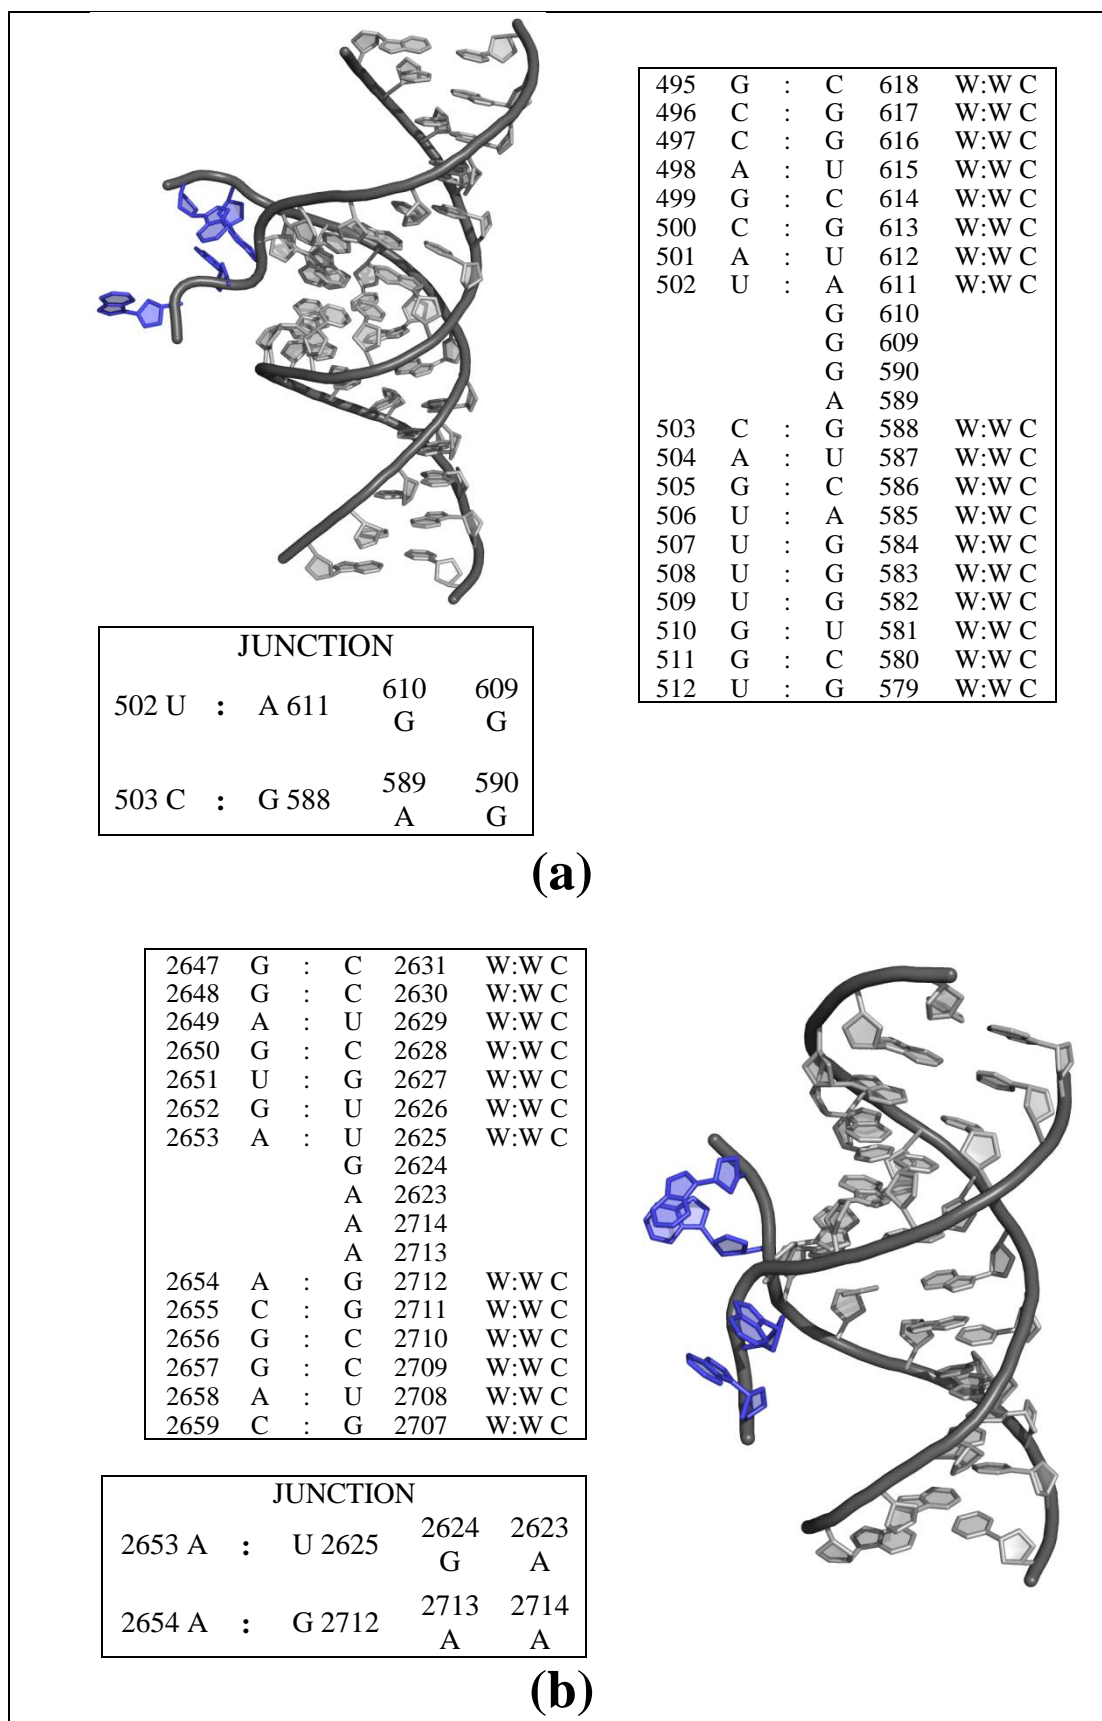 495 G : C 618 W:W C
496 C : G 617 W:W C
497 C : G 616 W:W C
498 A : U 615 W:W C
499 G : C 614 W:W C
500 C : G 613 W:W C
501 A : U 612 W:W C
502 U : A 611 W:W C
G 610
G 609
G 590
A 589
503 C : G 588 W:W C
504 A : U 587 W:W C
505 G : C 586 W:W C
506 U : A 585 W:W C
507 U : G 584 W:W C
508 U : G 583 W:W C
509 U : G 582 W:W C
510 G : U 581 W:W C
511 G : C 580 W:W C
512 U : G 579 W:W C
JUNCTION
610 609
502 U : A 611
G G
589 590
503 C : G 588
A G
(a)
2647 G : C 2631 W:W C
2648 G : C 2630 W:W C
2649 A : U 2629 W:W C
2650 G : C 2628 W:W C
2651 U : G 2627 W:W C
2652 G : U 2626 W:W C
2653 A : U 2625 W:W C
G 2624
A 2623
A 2714
A 2713
2654 A : G 2712 W:W C
2655 C : G 2711 W:W C
2656 G : C 2710 W:W C
2657 G : C 2709 W:W C
2658 A : U 2708 W:W C
2659 C : G 2707 W:W C
JUNCTION
2624 2623
2653 A : U 2625
G A
2713 2714
2654 A : G 2712
A A
(b)